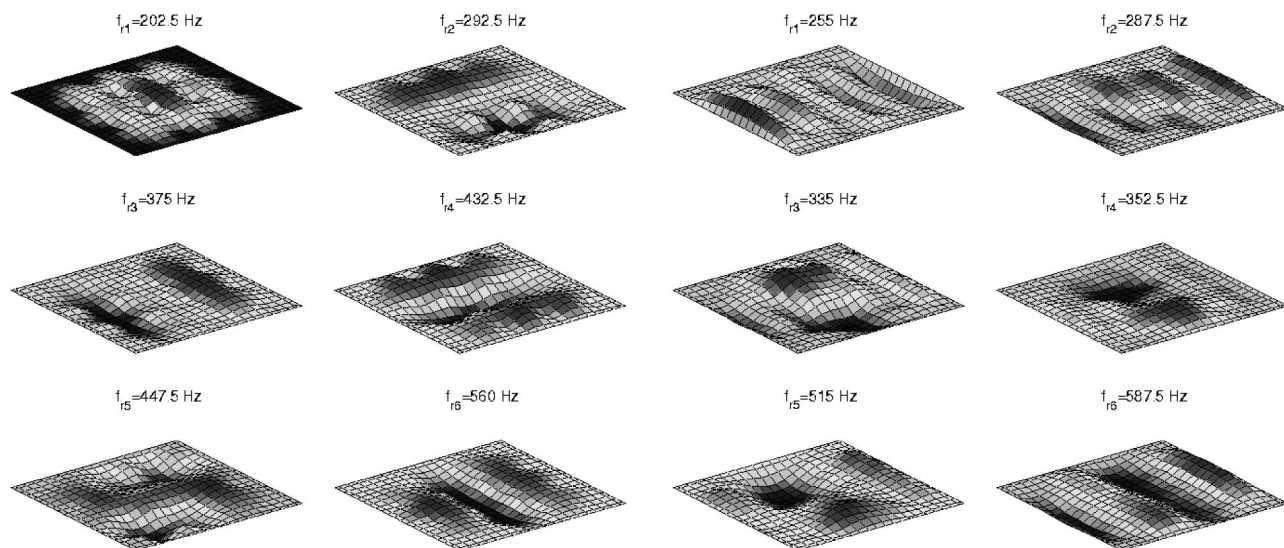 f_r1=202.5 Hz
f_r2=292.5 Hz
f_r1=255 Hz
f_r2=287.5 Hz
f_r3=375 Hz
f_r4=432.5 Hz
f_r3=335 Hz
f_r4=352.5 Hz
f_r5=447.5 Hz
f_r6=560 Hz
f_r5=515 Hz
f_r6=587.5 Hz